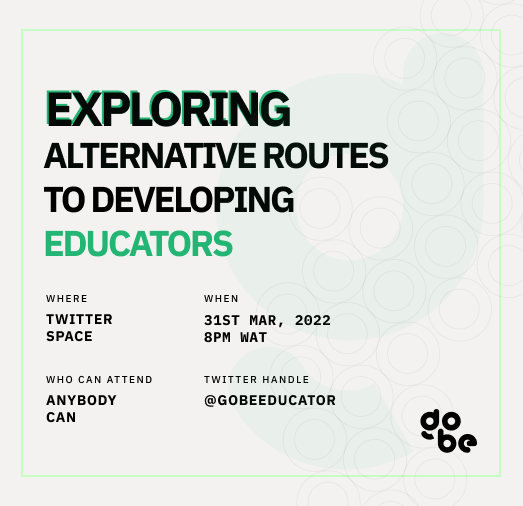 EXPLORING
ALTERNATIVE ROUTES
TO DEVELOPING
EDUCATORS
WHERE
TWITTER
SPACE
WHEN
31ST MAR, 2022
8PM WAT
WHO CAN ATTEND
ANYBODY
CAN
TWITTER HANDLE
@GOBEEDUCATOR
go
be